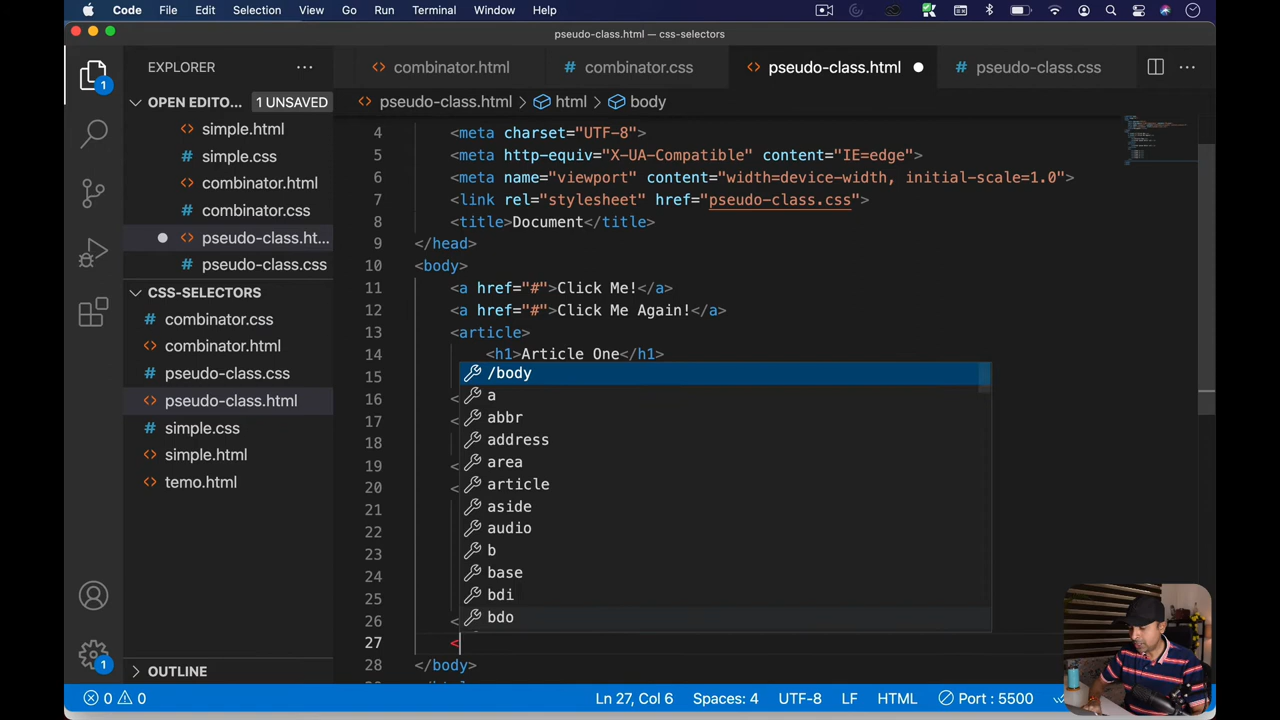 Code File Edit Selection View Go Run Terminal Window Help
pseudo-class.html — css-selectors
EXPLORER
combinator.html
combinator.css
pseudo-class.html
pseudo-class.css
1
OPEN EDITO... 1 UNSAVED
pseudo-class.html > html > body
simple.html
simple.css
combinator.html
combinator.css
pseudo-class.ht...
pseudo-class.css
CSS-SELECTORS
combinator.css
combinator.html
pseudo-class.css
pseudo-class.html
simple.css
simple.html
temo.html
OUTLINE
4 <meta charset="UTF-8">
5 <meta http-equiv="X-UA-Compatible" content="IE=edge">
6 <meta name="viewport" content="width=device-width, initial-scale=1.0">
7 <link rel="stylesheet" href="pseudo-class.css">
8 <title>Document</title>
9 </head>
10 <body>
11 <a href="#">Click Me!</a>
12 <a href="#">Click Me Again!</a>
13 <article>
14 <h1>Article One</h1>
15
16 <
17 <
18
19 <
20 <
21
22
23
24
25
26 <
27 <
28 </body>
/body
a
abbr
address
area
article
aside
audio
b
base
bdi
bdo
1
0 0 Ln 27, Col 6 Spaces: 4 UTF-8 LF HTML Port : 5500